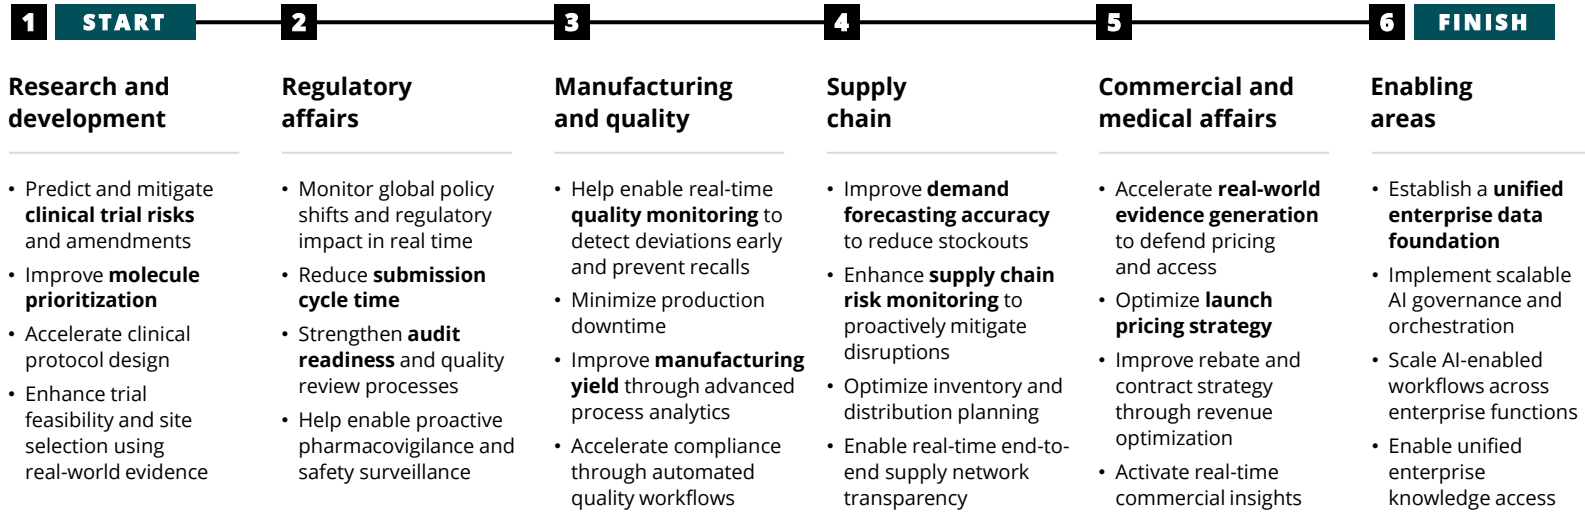 1 START 2 3 4 5 6 FINISH
Research and
development
• Predict and mitigate
clinical trial risks
and amendments
• Improve molecule
prioritization
• Accelerate clinical
protocol design
• Enhance trial
feasibility and site
selection using
real-world evidence
Regulatory
affairs
• Monitor global policy
shifts and regulatory
impact in real time
• Reduce submission
cycle time
• Strengthen audit
readiness and quality
review processes
• Help enable proactive
pharmacovigilance and
safety surveillance
Manufacturing
and quality
• Help enable real-time
quality monitoring to
detect deviations early
and prevent recalls
• Minimize production
downtime
• Improve manufacturing
yield through advanced
process analytics
• Accelerate compliance
through automated
quality workflows
Supply
chain
• Improve demand
forecasting accuracy
to reduce stockouts
• Enhance supply chain
risk monitoring to
proactively mitigate
disruptions
• Optimize inventory and
distribution planning
• Enable real-time end-to-
end supply network
transparency
Commercial and
medical affairs
• Accelerate real-world
evidence generation
to defend pricing
and access
• Optimize launch
pricing strategy
• Improve rebate and
contract strategy
through revenue
optimization
• Activate real-time
commercial insights
Enabling
areas
• Establish a unified
enterprise data
foundation
• Implement scalable
AI governance and
orchestration
• Scale AI-enabled
workflows across
enterprise functions
• Enable unified
enterprise
knowledge access